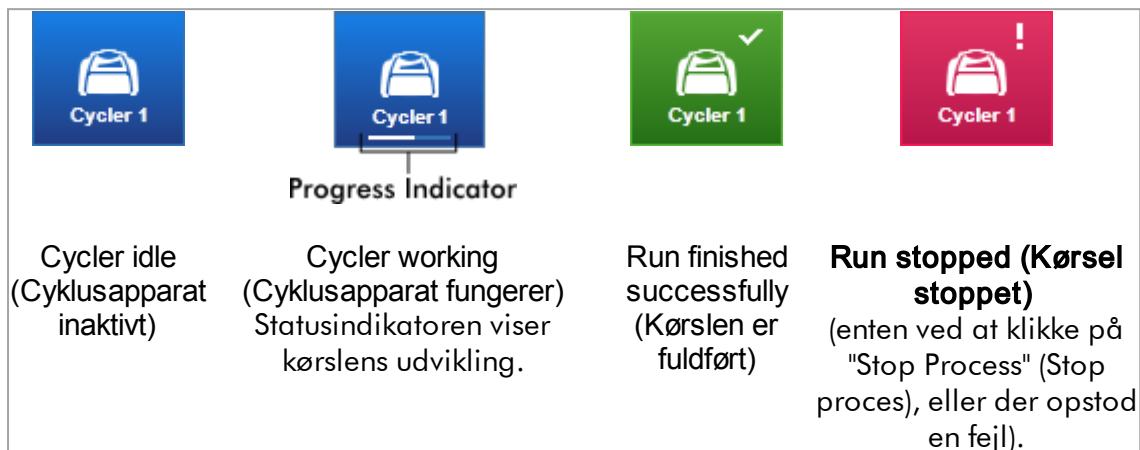 Cycler 1
Cycler 1
Cycler 1
!
Cycler 1
Progress Indicator
Cycler idle
(Cyklusapparat
inaktivt)
Cycler working
(Cyklusapparat fungerer)
Statusindikatoren viser
kørslens udvikling.
Run finished
successfully
(Kørslen er
fuldført)
Run stopped (Kørsel
stoppet)
(enten ved at klikke på
"Stop Process" (Stop
proces), eller der opstod
en fejl).